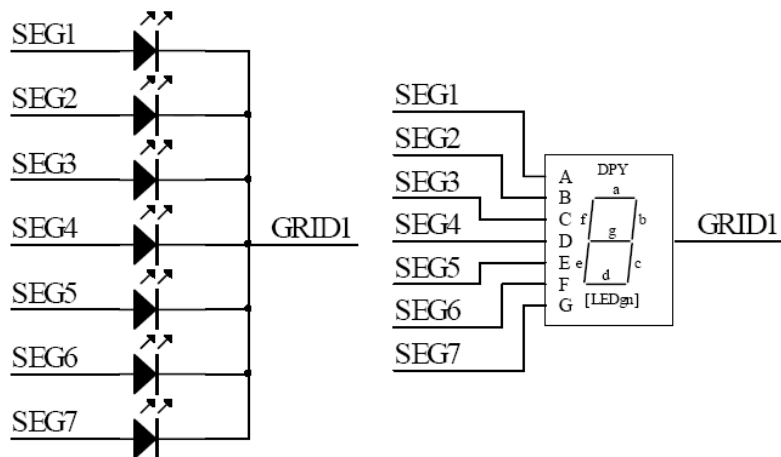 SEG1
SEG2
SEG3
SEG4
SEG5
SEG6
SEG7
GRID1
SEG1
SEG2
SEG3
SEG4
SEG5
SEG6
SEG7
A
B
C
D
E
F
G
DPY
a
f b
g
e c
d
[LEDgn]
GRID1